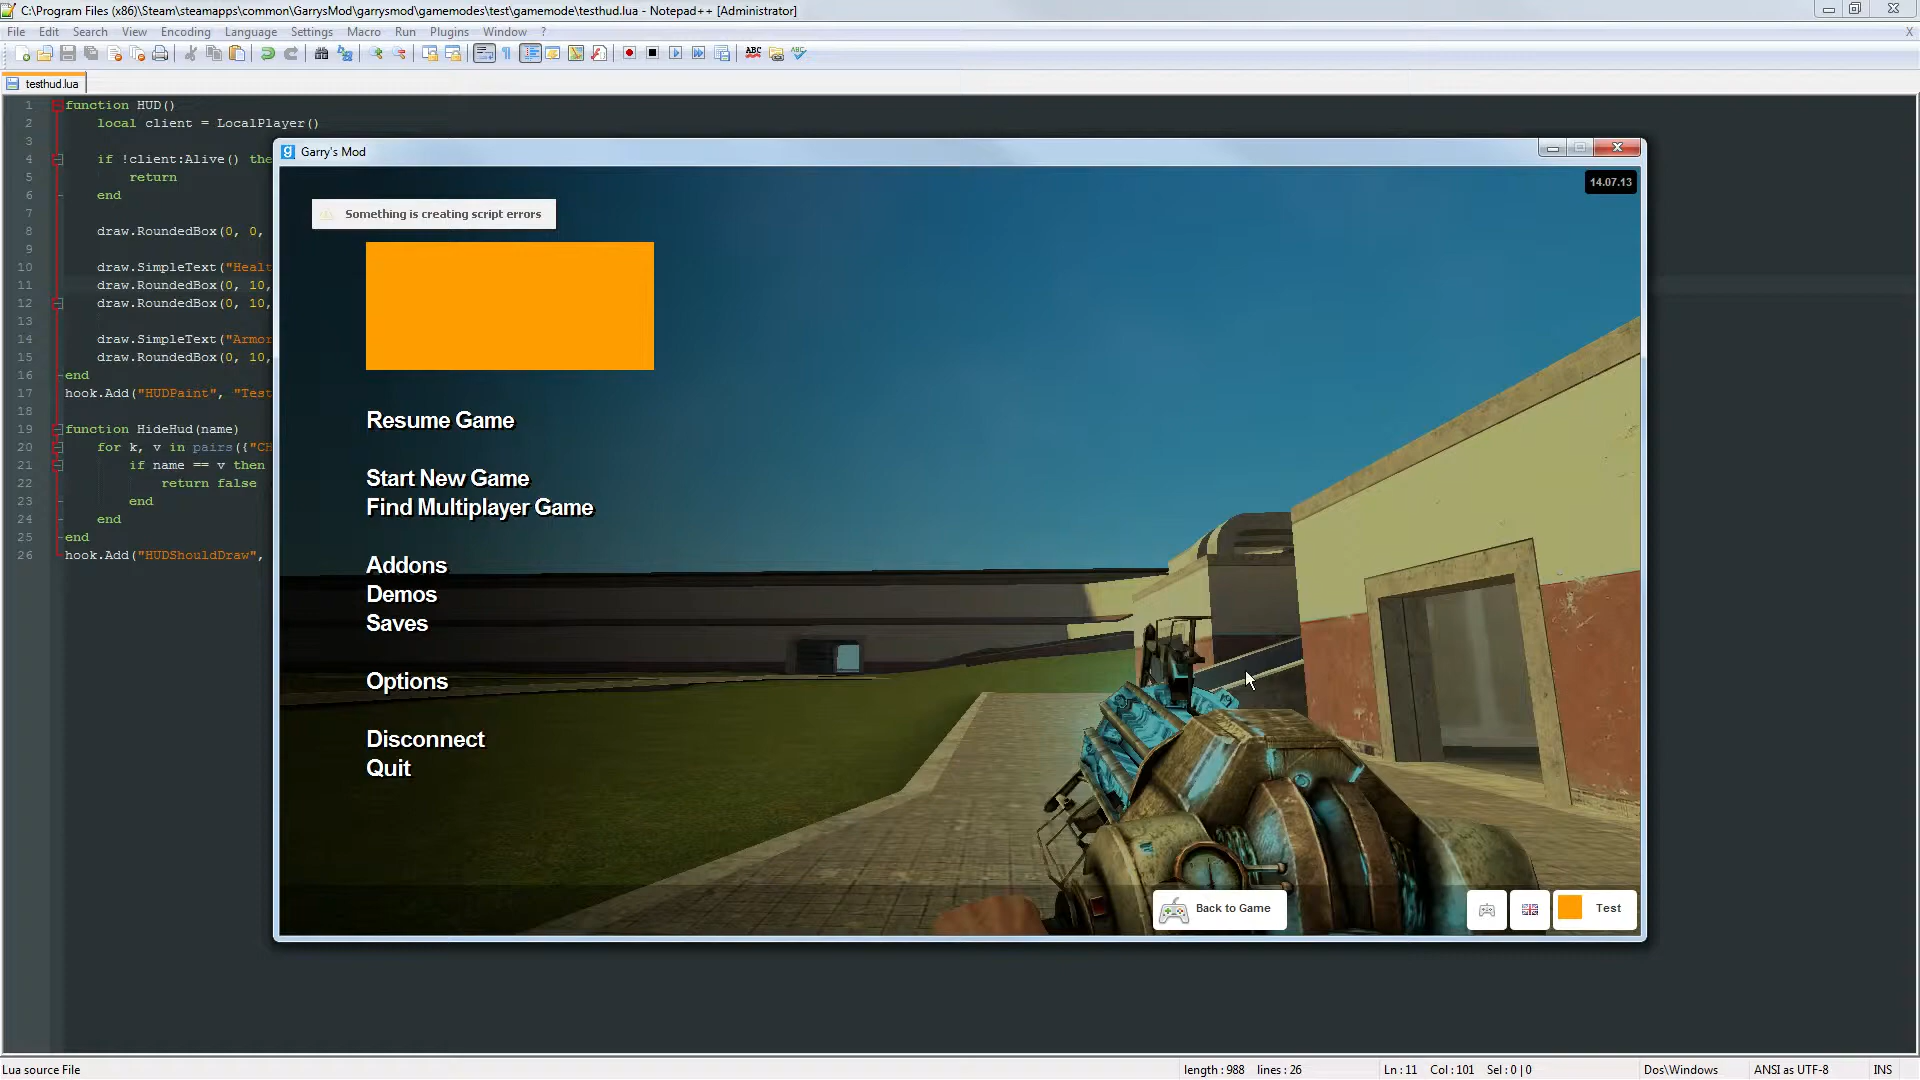 C:\Program Files (x86)\Steam\steamapps\common\GarrysMod\garrysmod\gamemodes\test\gamemode\testhud.lua - Notepad++ [Administrator]
File Edit Search View Encoding Language Settings Macro Run Plugins Window ? X
testhud.lua
1 function HUD()
2 local client = LocalPlayer()
3
4 if !client:Alive() the
5 return
6 end
7
8 draw.RoundedBox(0, 0,
9
10 draw.SimpleText("Healt
11 draw.RoundedBox(0, 10,
12 draw.RoundedBox(0, 10,
13
14 draw.SimpleText("Armor
15 draw.RoundedBox(0, 10,
16 end
17 hook.Add("HUDPaint", "Test
18
19 function HideHud(name)
20 for k, v in pairs({"CH
21 if name == v then
22 return false
23 end
24 end
25 end
26 hook.Add("HUDShouldDraw",
Garry's Mod
14.07.13
Something is creating script errors
Resume Game
Start New Game
Find Multiplayer Game
Addons
Demos
Saves
Options
Disconnect
Quit
Back to Game
Test
Lua source File length : 988 lines : 26 Ln : 11 Col : 101 Sel : 0 | 0 Dos\Windows ANSI as UTF-8 INS